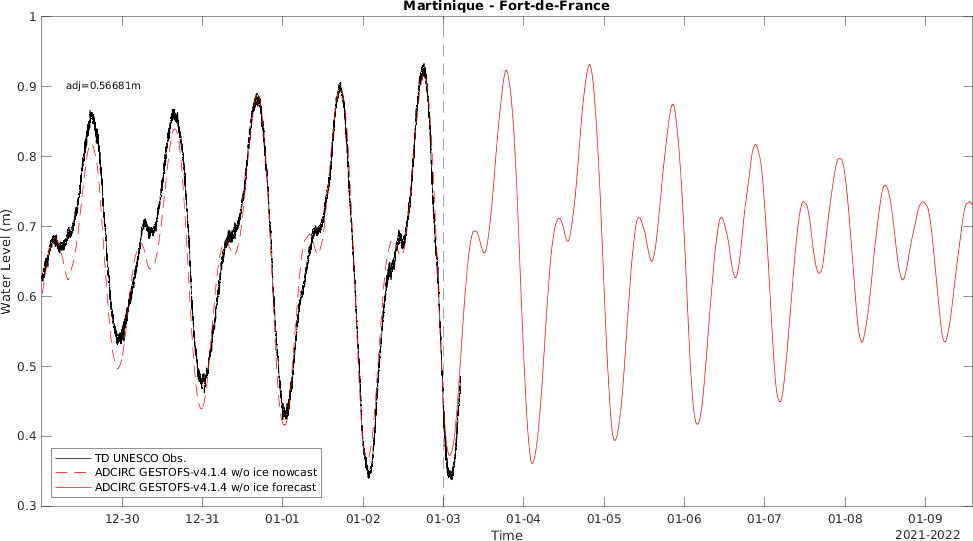 Martinique - Fort-de-France
adj=0.56681m
Water Level (m)
1
0.9
0.8
0.7
0.6
0.5
0.4
0.3
TD UNESCO Obs.
ADCIRC GESTOFS-v4.1.4 w/o ice nowcast
ADCIRC GESTOFS-v4.1.4 w/o ice forecast
12-30 12-31 01-01 01-02 01-03 01-04 01-05 01-06 01-07 01-08 01-09
Time
2021-2022